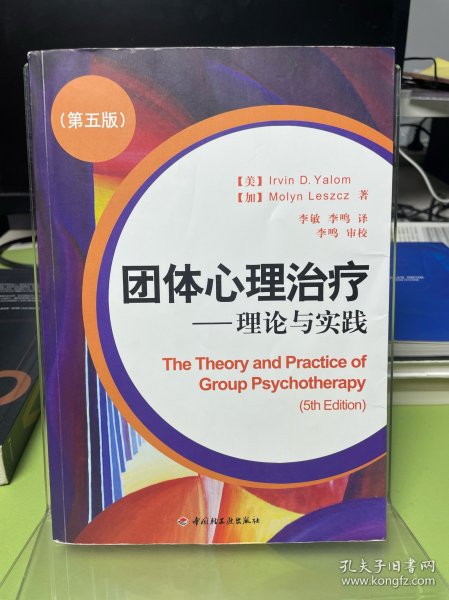 （第五版）
【美】Irvin D. Yalom
【加】Molyn Leszcz 著
李敏 李鸣 译
李鸣 审校
团体心理治疗
——理论与实践
The Theory and Practice of
Group Psychotherapy
(5th Edition)
中国轻工业出版社
孔夫子旧书网
www.kongfz.com